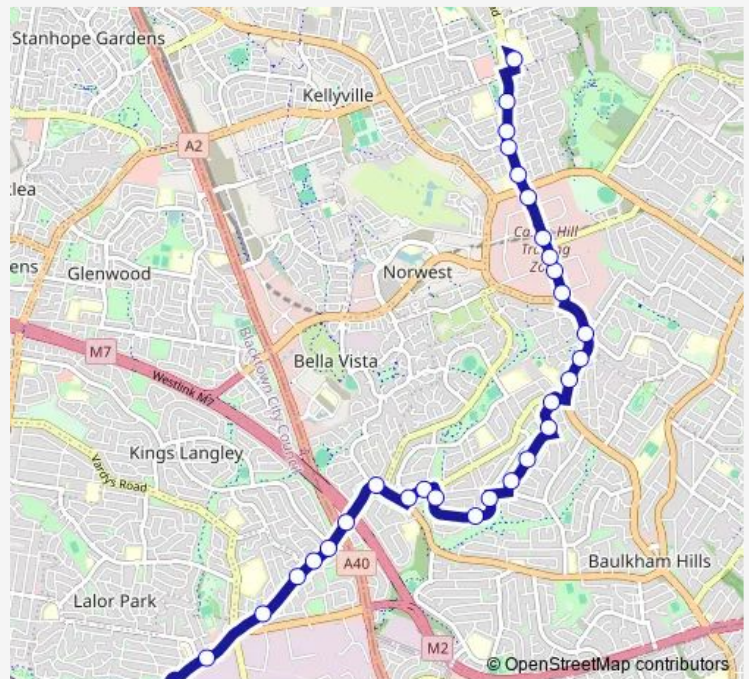 Stanhope Gardens
Kellyville
A2
Glenwood
Norwest
M7
Westlink M7
Blacktown City Council
Bella Vista
Kings Langley
Vardys Road
A40
Baulkham Hills
Lalor Park
M2
© OpenStreetMap contributors